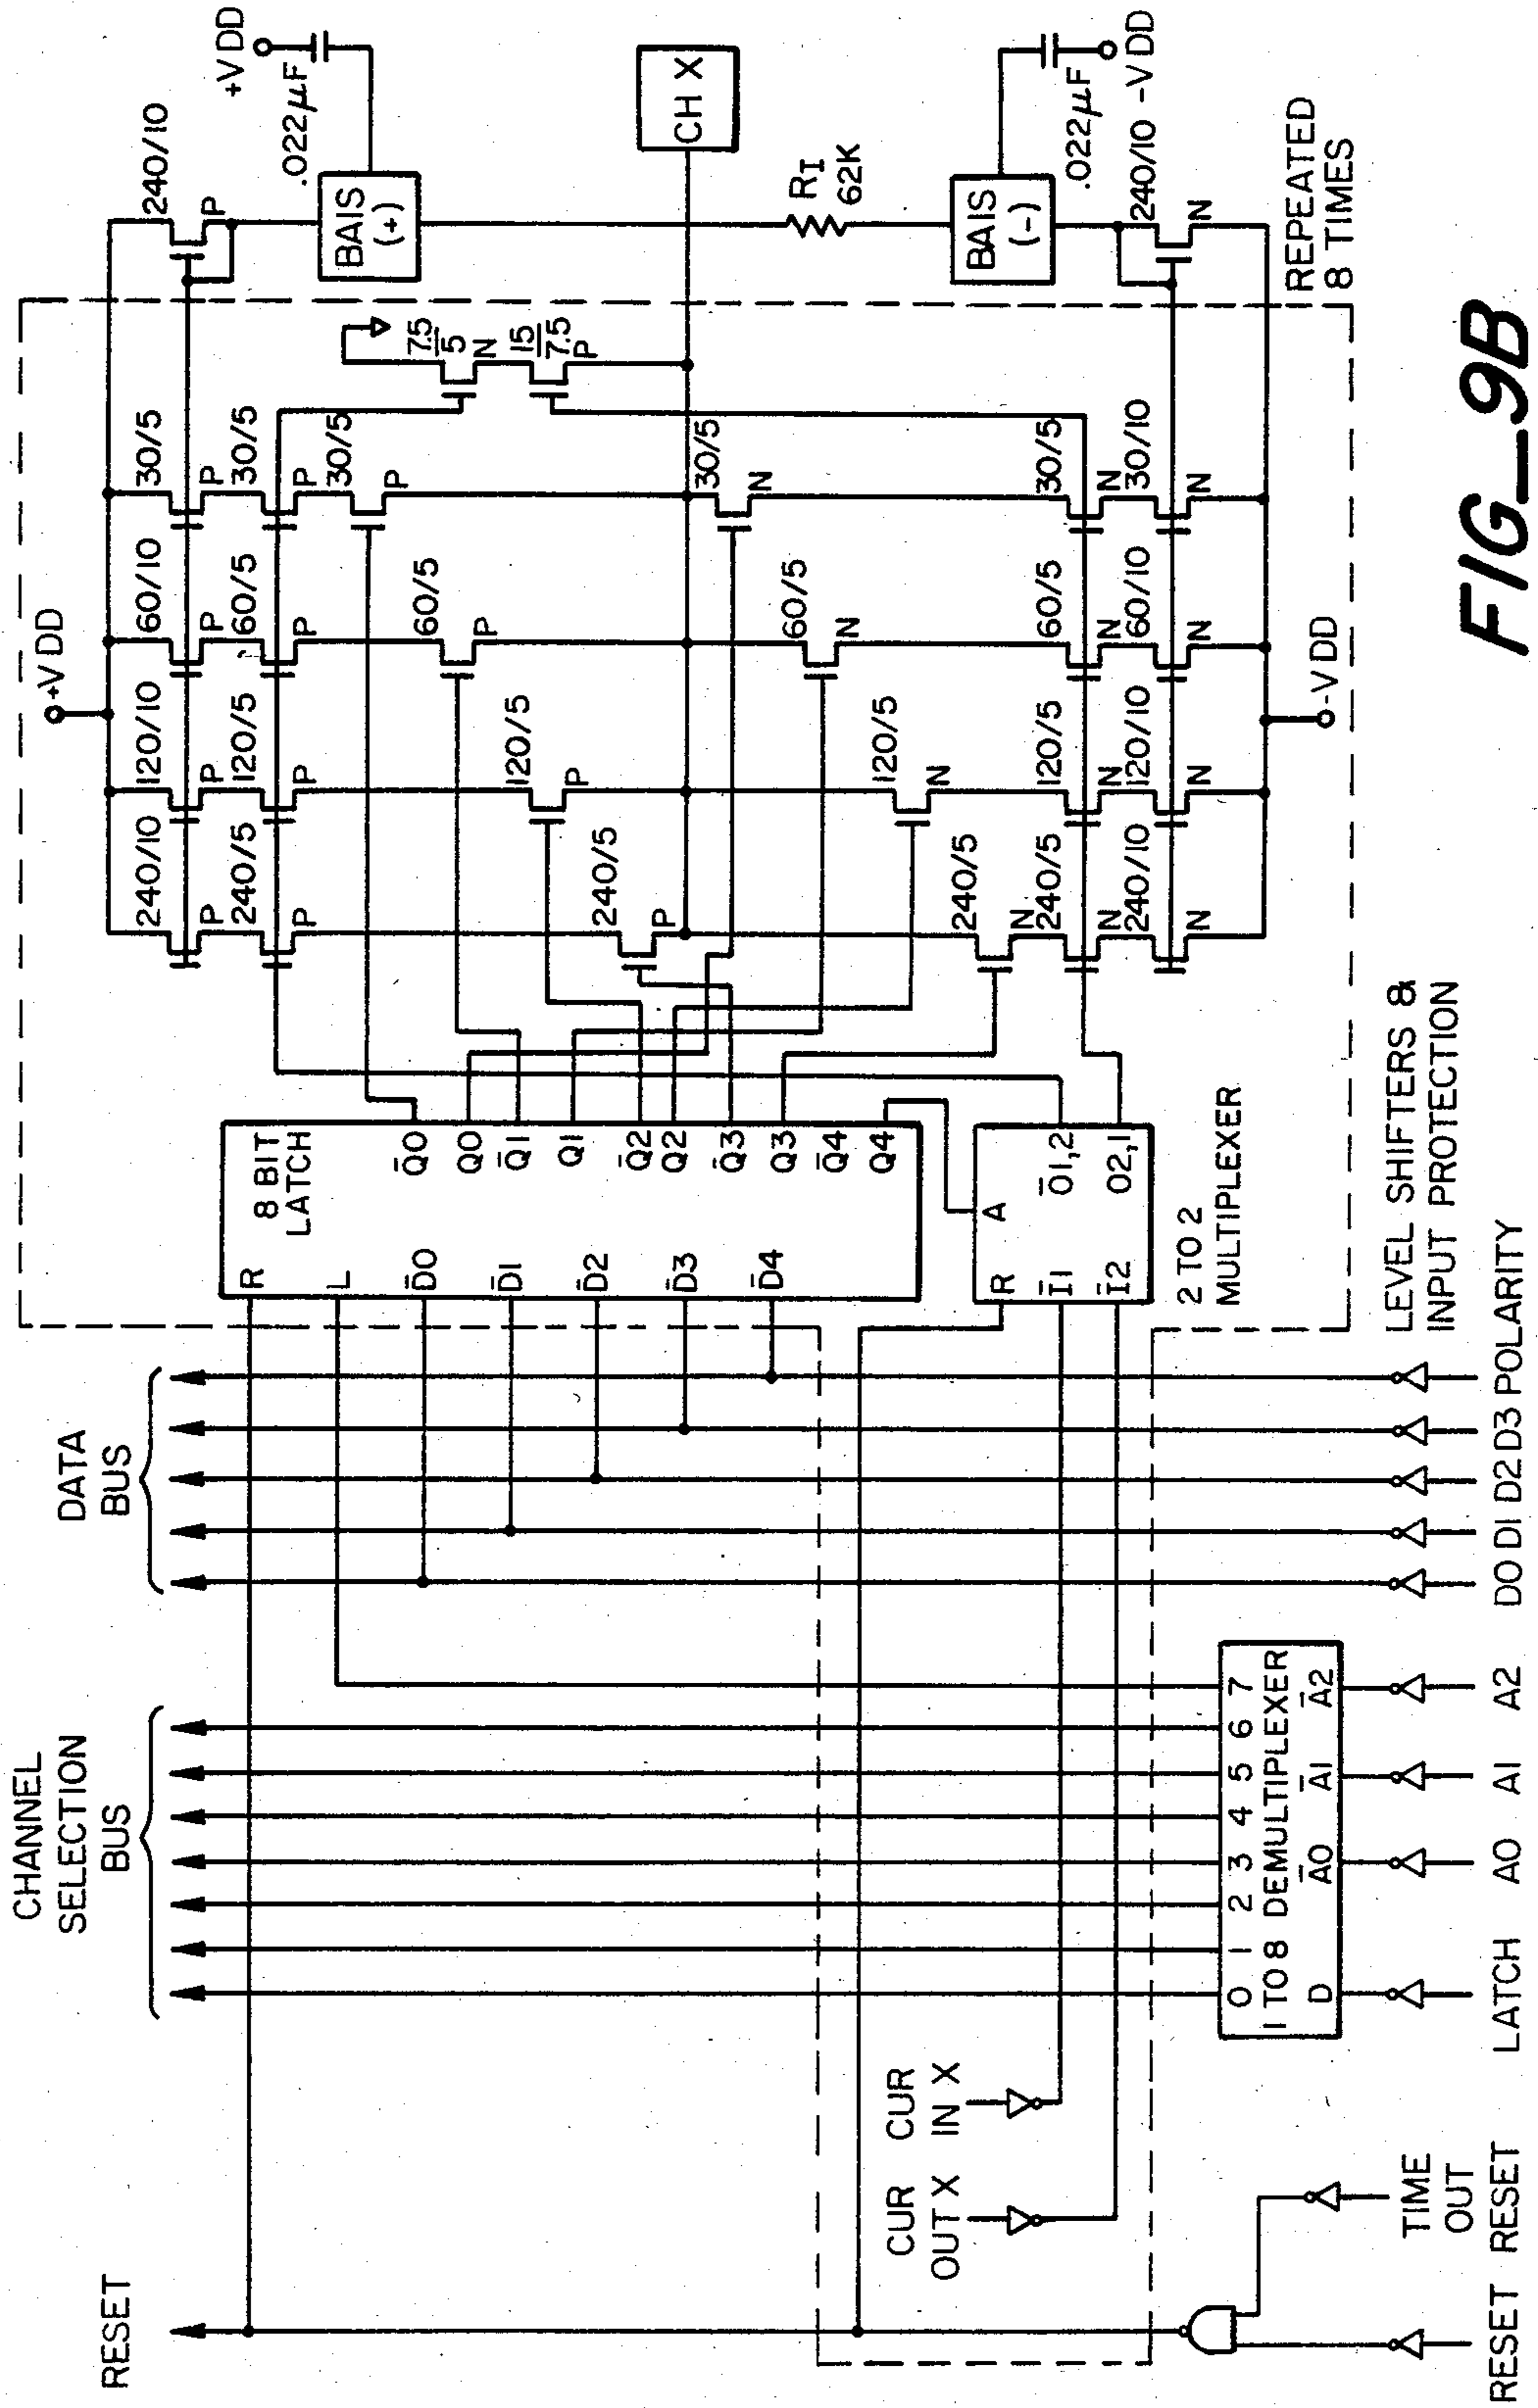 +V DD
240/10
P
.022µF
+V DD
BAIS
(+)
CH X
RI
62K
BAIS
(-)
.022µF
240/10
-V DD
N
REPEATED
8 TIMES
240/10
P
120/10
P
60/10
P
30/5
P
240/5
P
120/5
P
60/5
P
30/5
P
30/5
P
60/5
P
120/5
P
240/5
P
7.5
5
N
15
7.5
P
30/5
N
60/5
N
120/5
N
240/5
N
240/5
N
120/5
N
60/5
N
30/5
N
240/10
N
120/10
N
60/10
N
30/10
N
-V DD
8 BIT
LATCH
R
L
D̄0
D̄1
D̄2
D̄3
D̄4
Q̄0
Q0
Q̄1
Q1
Q̄2
Q2
Q̄3
Q3
Q̄4
Q4
A
R
Ī1
Ī2
Ō1,2
O2,1
2 TO 2
MULTIPLEXER
LEVEL SHIFTERS &
INPUT PROTECTION
DATA
BUS
CHANNEL
SELECTION
BUS
RESET
CUR
OUT X
CUR
IN X
0 1 2 3 4 5 6 7
1 TO 8 DEMULTIPLEXER
D Ā0 Ā1 Ā2
RESET
TIME
OUT
RESET
LATCH A0 A1 A2
D0 D1 D2 D3 POLARITY
FIG_9B